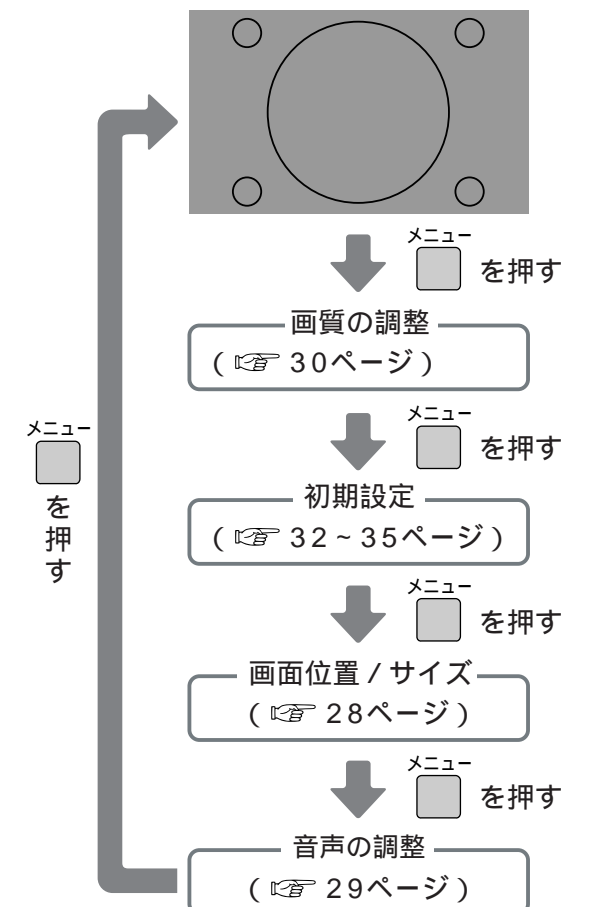 メニュー
を押す
画質の調整
(☞ 30ページ)
メニュー
を押す
初期設定
(☞ 32~35ページ)
メニュー
を押す
画面位置 / サイズ
(☞ 28ページ)
メニュー
を押す
音声の調整
(☞ 29ページ)
メニュー
を押す